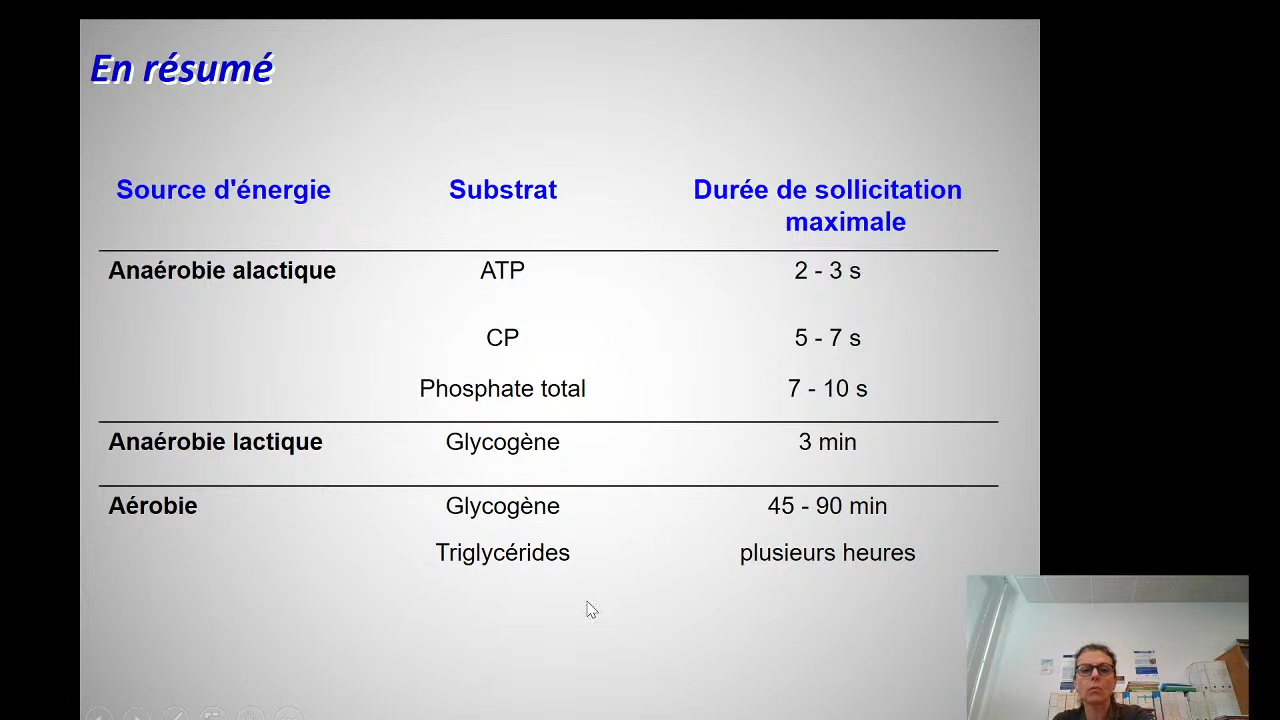 En résumé
Source d'énergie Substrat Durée de sollicitation
maximale
Anaérobie alactique ATP 2 - 3 s
CP 5 - 7 s
Phosphate total 7 - 10 s
Anaérobie lactique Glycogène 3 min
Aérobie Glycogène 45 - 90 min
Triglycérides plusieurs heures